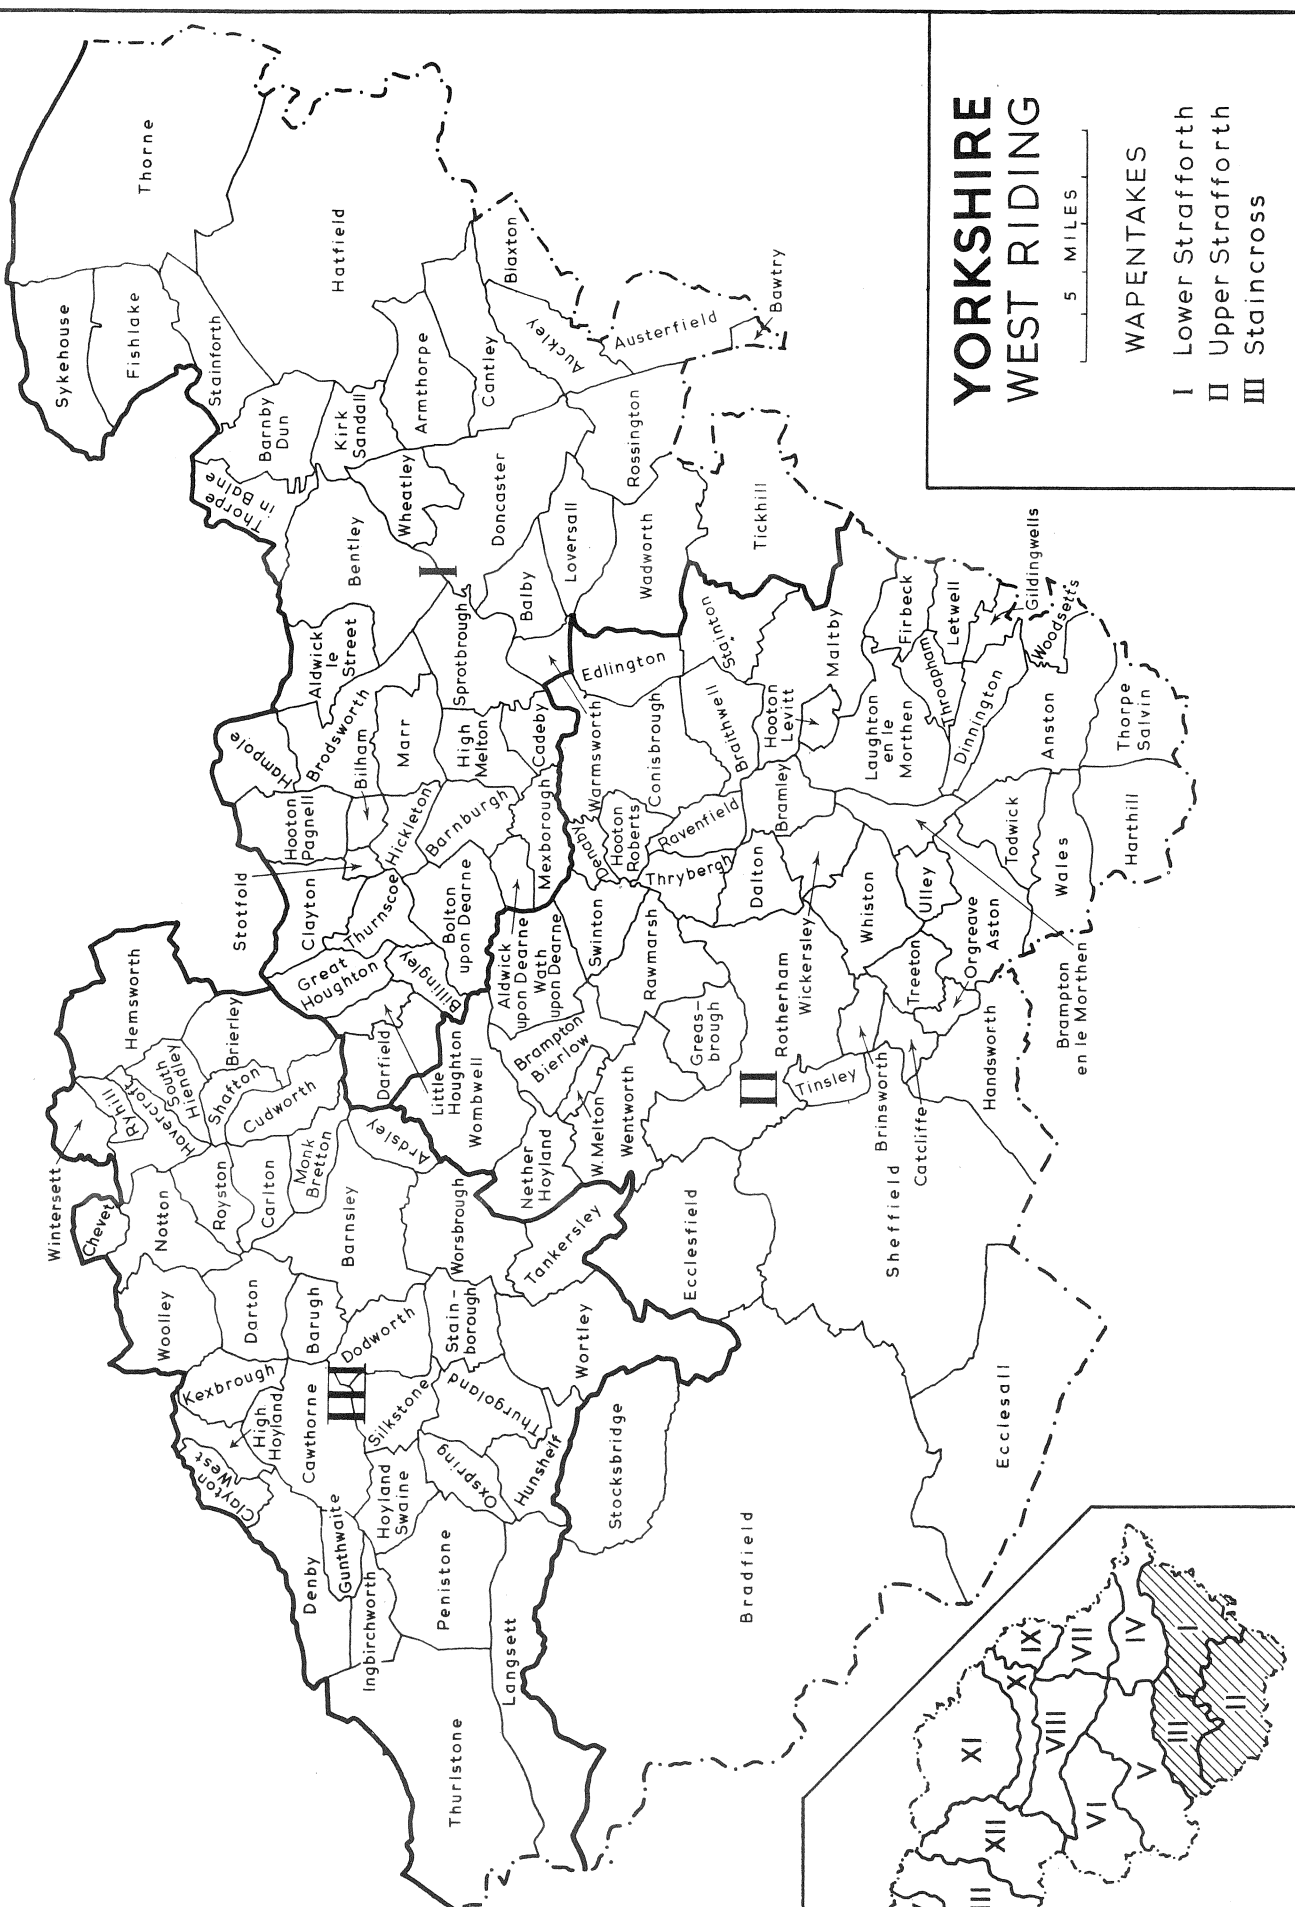 YORKSHIRE
WEST RIDING
5 MILES
WAPENTAKES
I Lower Strafforth
II Upper Strafforth
III Staincross
Thurlstone
Langsett
Penistone
Ingbirchworth
Denby
Gunthwaite
Hoyland
Swaine
Oxspring
Hunshelf
Thurgoland
Silkstone
Cawthorne
Clayton
West
High
Hoyland
Kexbrough
III
Dodworth
Stain-
borough
Wortley
Barugh
Darton
Woolley
Tankersley
Worsbrough
Barnsley
Notton
Chevet
Wintersett
Royston
Carlton
Monk
Bretton
Ardsley
Cudworth
Shafton
South
Hiendley
Havercroft
Ryhill
Brierley
Hemsworth
Stocksbridge
Bradfield
Ecclesall
Ecclesfield
Sheffield
Nether
Hoyland
W.Melton
Wentworth
Brampton
Bierlow
Wombwell
Little
Houghton
Darfield
Great
Houghton
Billingley
Wath
upon Dearne
Aldwick
upon Dearne
Bolton
upon Dearne
Thurnscoe
Clayton
Stotfold
Hooton
Pagnell
Hampole
Brodsworth
Bilham
Hickleton
Barnburgh
Marr
High
Melton
Cadeby
Mexborough
Swinton
Rawmarsh
Greas-
brough
II
Rotherham
Wickersley
Tinsley
Brinsworth
Catcliffe
Handsworth
Orgreave
Treeton
Aston
Ulley
Whiston
Dalton
Thrybergh
Ravenfield
Hooton
Roberts
Denaby
Conisbrough
Warmsworth
Edlington
Braithwell
Stainton
Bramley
Hooton
Levitt
Maltby
Laughton
en le
Morthen
Brampton
en le Morthen
Throapham
Firbeck
Letwell
Gildingwells
Woodsetts
Dinnington
Anston
Todwick
Wales
Harthill
Thorpe
Salvin
Aldwick
le
Street
Sprotbrough
I
Balby
Bentley
Wheatley
Doncaster
Loversall
Wadworth
Tickhill
Rossington
Bawtry
Austerfield
Auckley
Blaxton
Cantley
Armthorpe
Kirk
Sandall
Barnby
Dun
Thorpe
in Balne
Stainforth
Hatfield
Fishlake
Sykehouse
Thorne
I
II
III
IV
V
VI
VII
VIII
IX
X
XI
XII